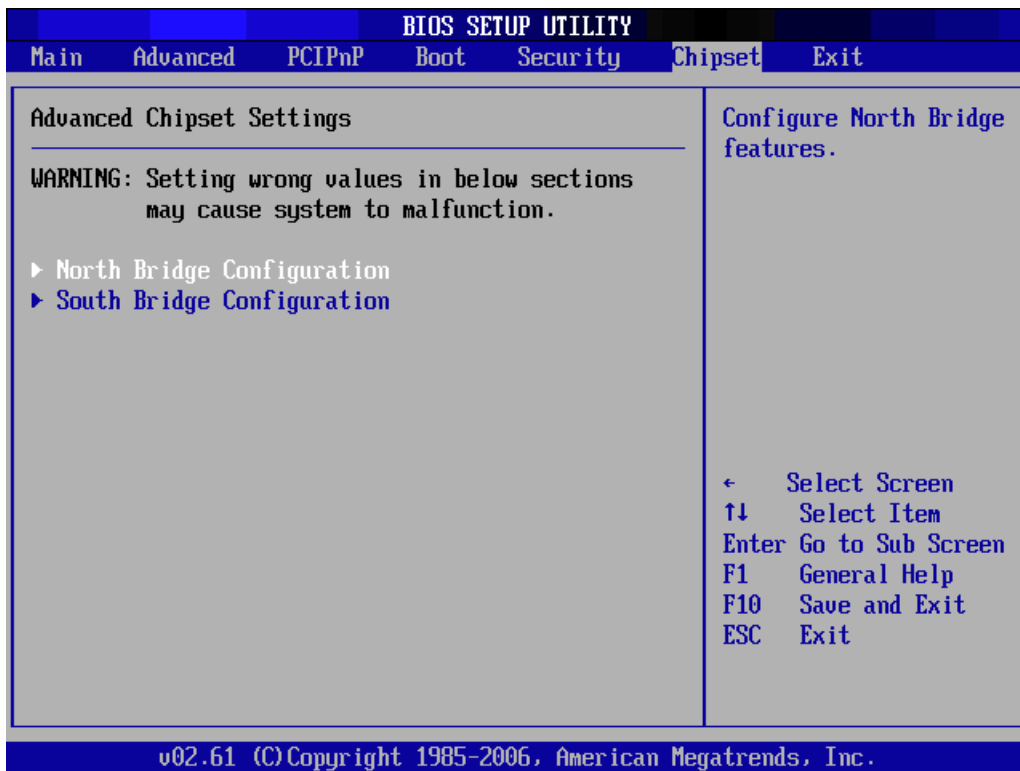 BIOS SETUP UTILITY
Main Advanced PCIPnP Boot Security Chipset Exit
Advanced Chipset Settings
WARNING: Setting wrong values in below sections
may cause system to malfunction.
▶ North Bridge Configuration
▶ South Bridge Configuration
Configure North Bridge
features.
← Select Screen
↑↓ Select Item
Enter Go to Sub Screen
F1 General Help
F10 Save and Exit
ESC Exit
v02.61 (C)Copyright 1985-2006, American Megatrends, Inc.